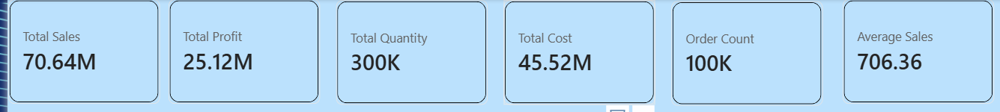 Total Sales
70.64M
Total Profit
25.12M
Total Quantity
300K
Total Cost
45.52M
Order Count
100K
Average Sales
706.36